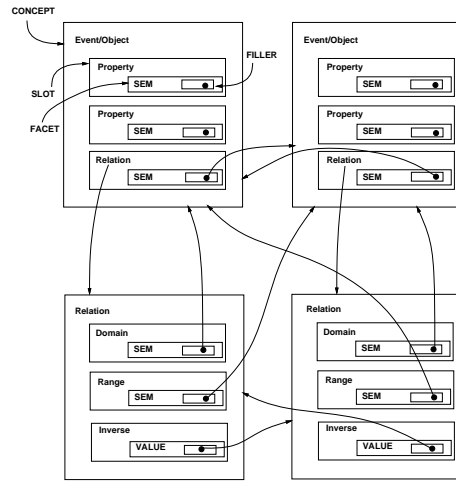 CONCEPT
Event/Object
Property
SEM
FILLER
SLOT
FACET
Property
SEM
Relation
SEM
Event/Object
Property
SEM
Property
SEM
Relation
SEM
Relation
Domain
SEM
Range
SEM
Inverse
VALUE
Relation
Domain
SEM
Range
SEM
Inverse
VALUE